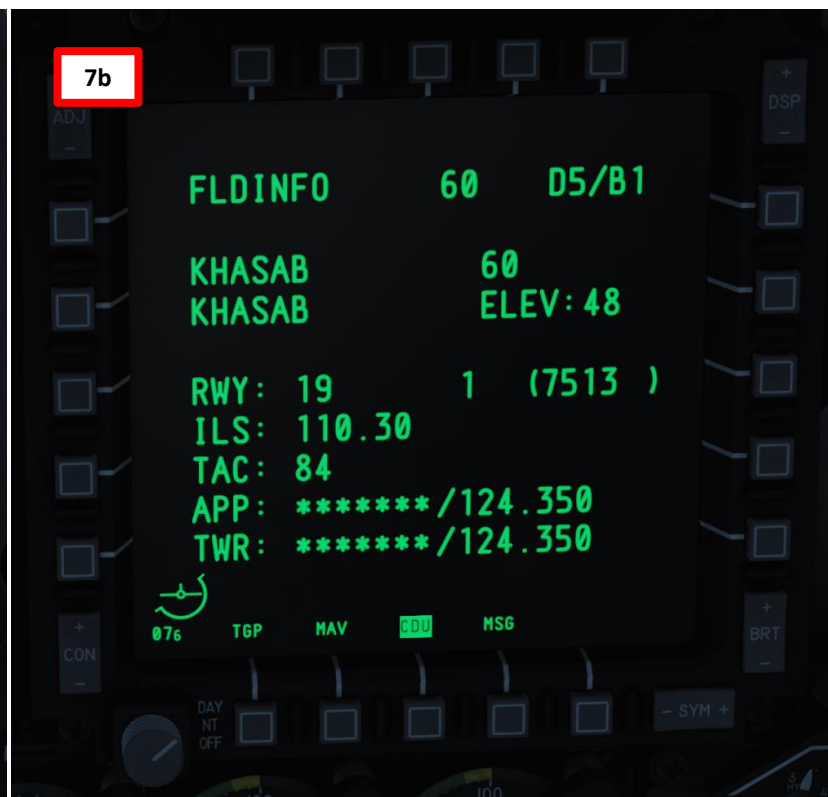 7b
ADJ
-
+
DSP
-
FLDINFO 60 D5/B1
KHASAB 60
KHASAB ELEV:48
RWY: 19 1 (7513 )
ILS: 110.30
TAC: 84
APP: *******/124.350
TWR: *******/124.350
076 TGP MAV CDU MSG
+
CON
-
+
BRT
-
DAY
NT
OFF
- SYM +
100